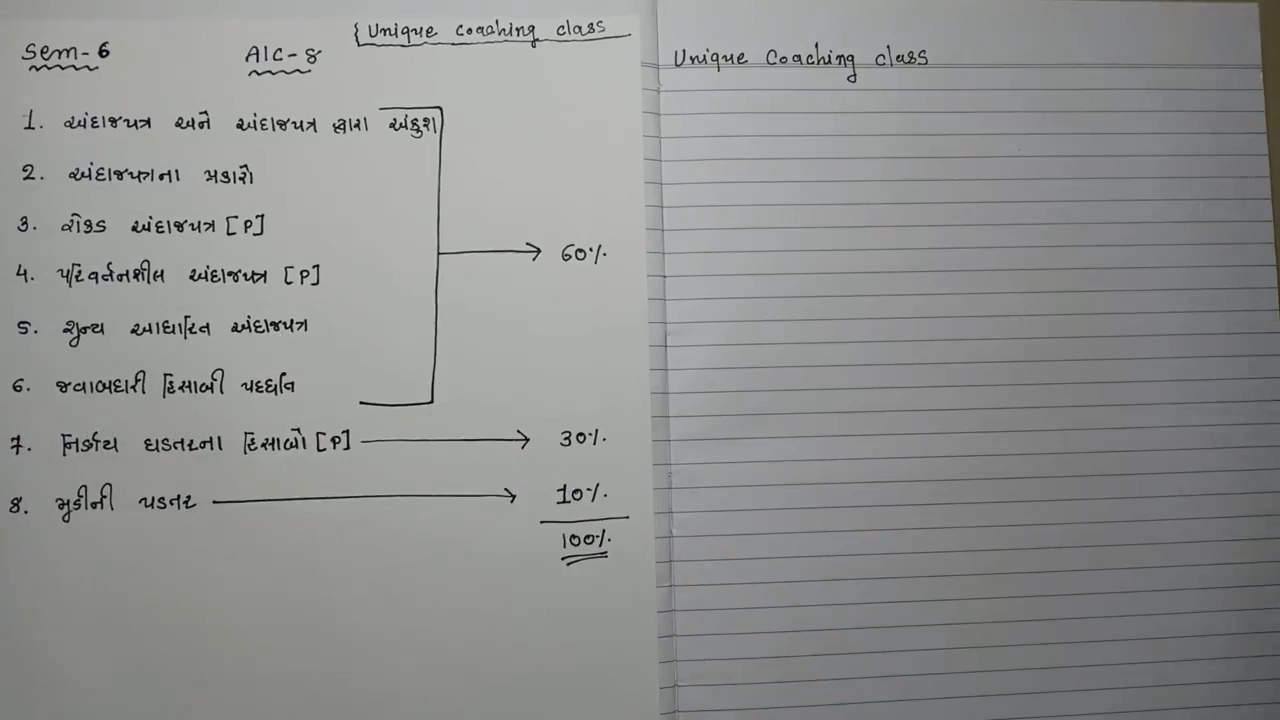 { Unique coaching class
Sem-6 A/C-8
1. અંદાજપત્ર અને અંદાજપત્ર દ્વારા અંકુશ
2. અંદાજપત્રના પ્રકારો
3. રોકડ અંદાજપત્ર [P]
4. પરિવર્તનશીલ અંદાજપત્ર [P]
60%
5. શૂન્ય આધારિત અંદાજપત્ર
6. જવાબદારી હિસાબી પદ્ધતિ
7. નિર્ણય ઘડતરના હિસાબો [P] → 30%
8. મૂડીની પડતર → 10%
100%
Unique Coaching class